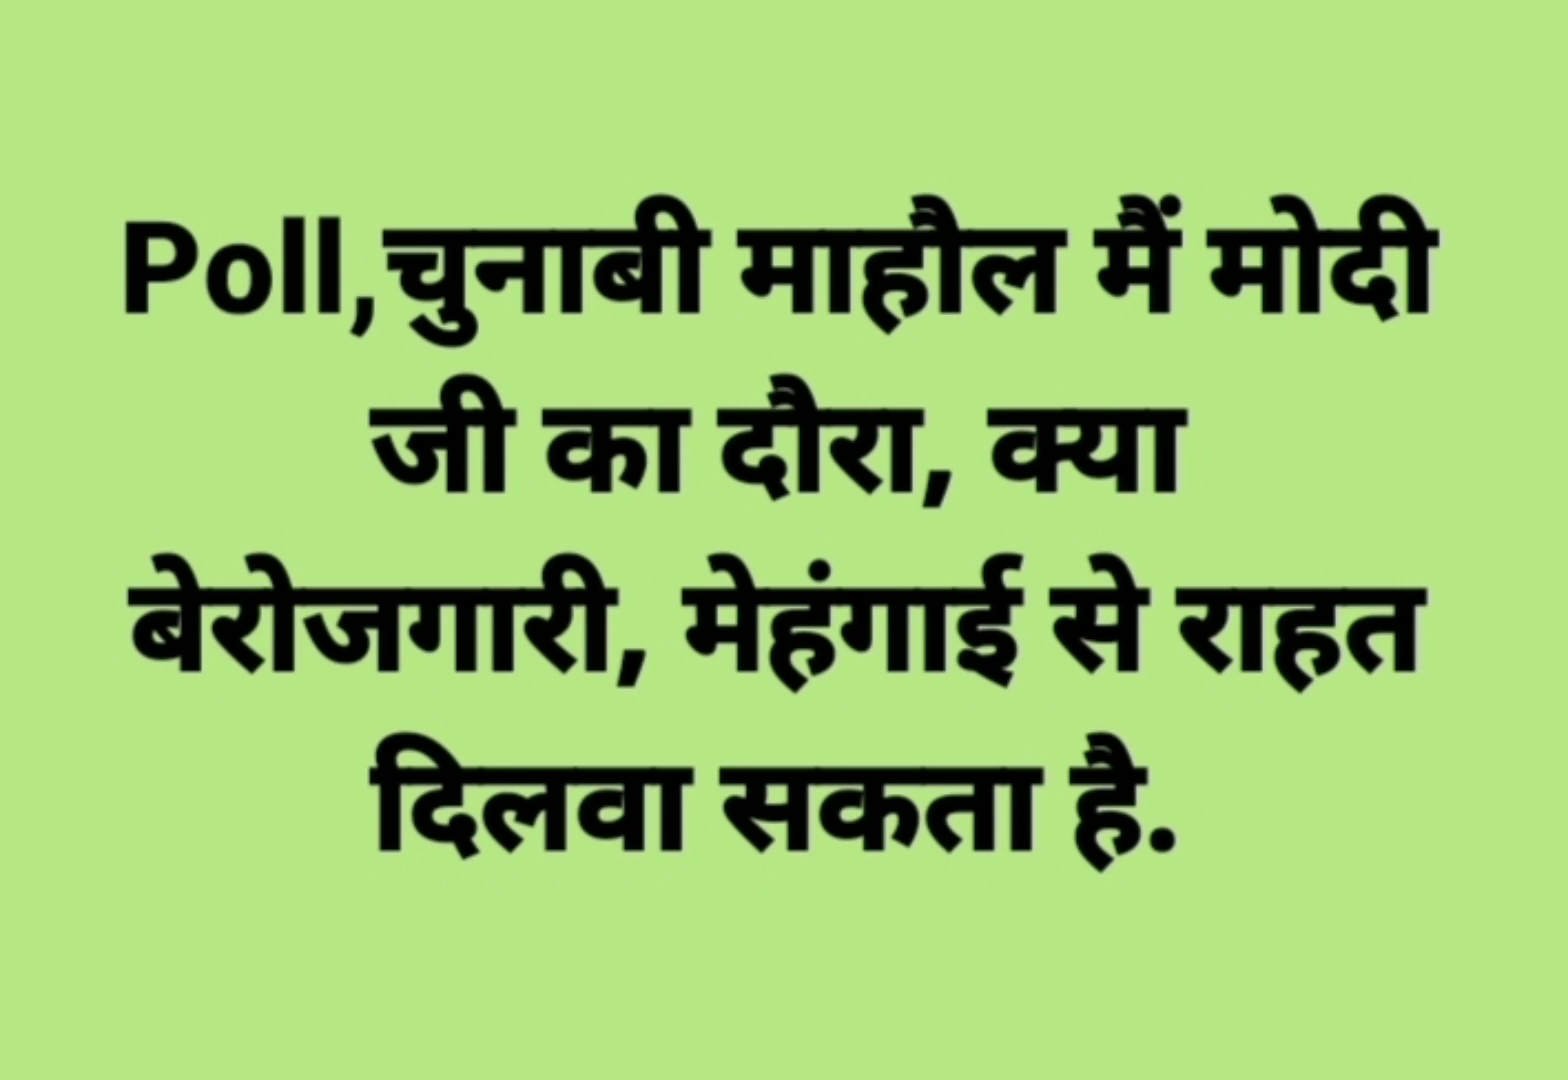 Poll,चुनाबी माहौल मैं मोदी
जी का दौरा, क्या
बेरोजगारी, मेहंगाई से राहत
दिलवा सकता है.